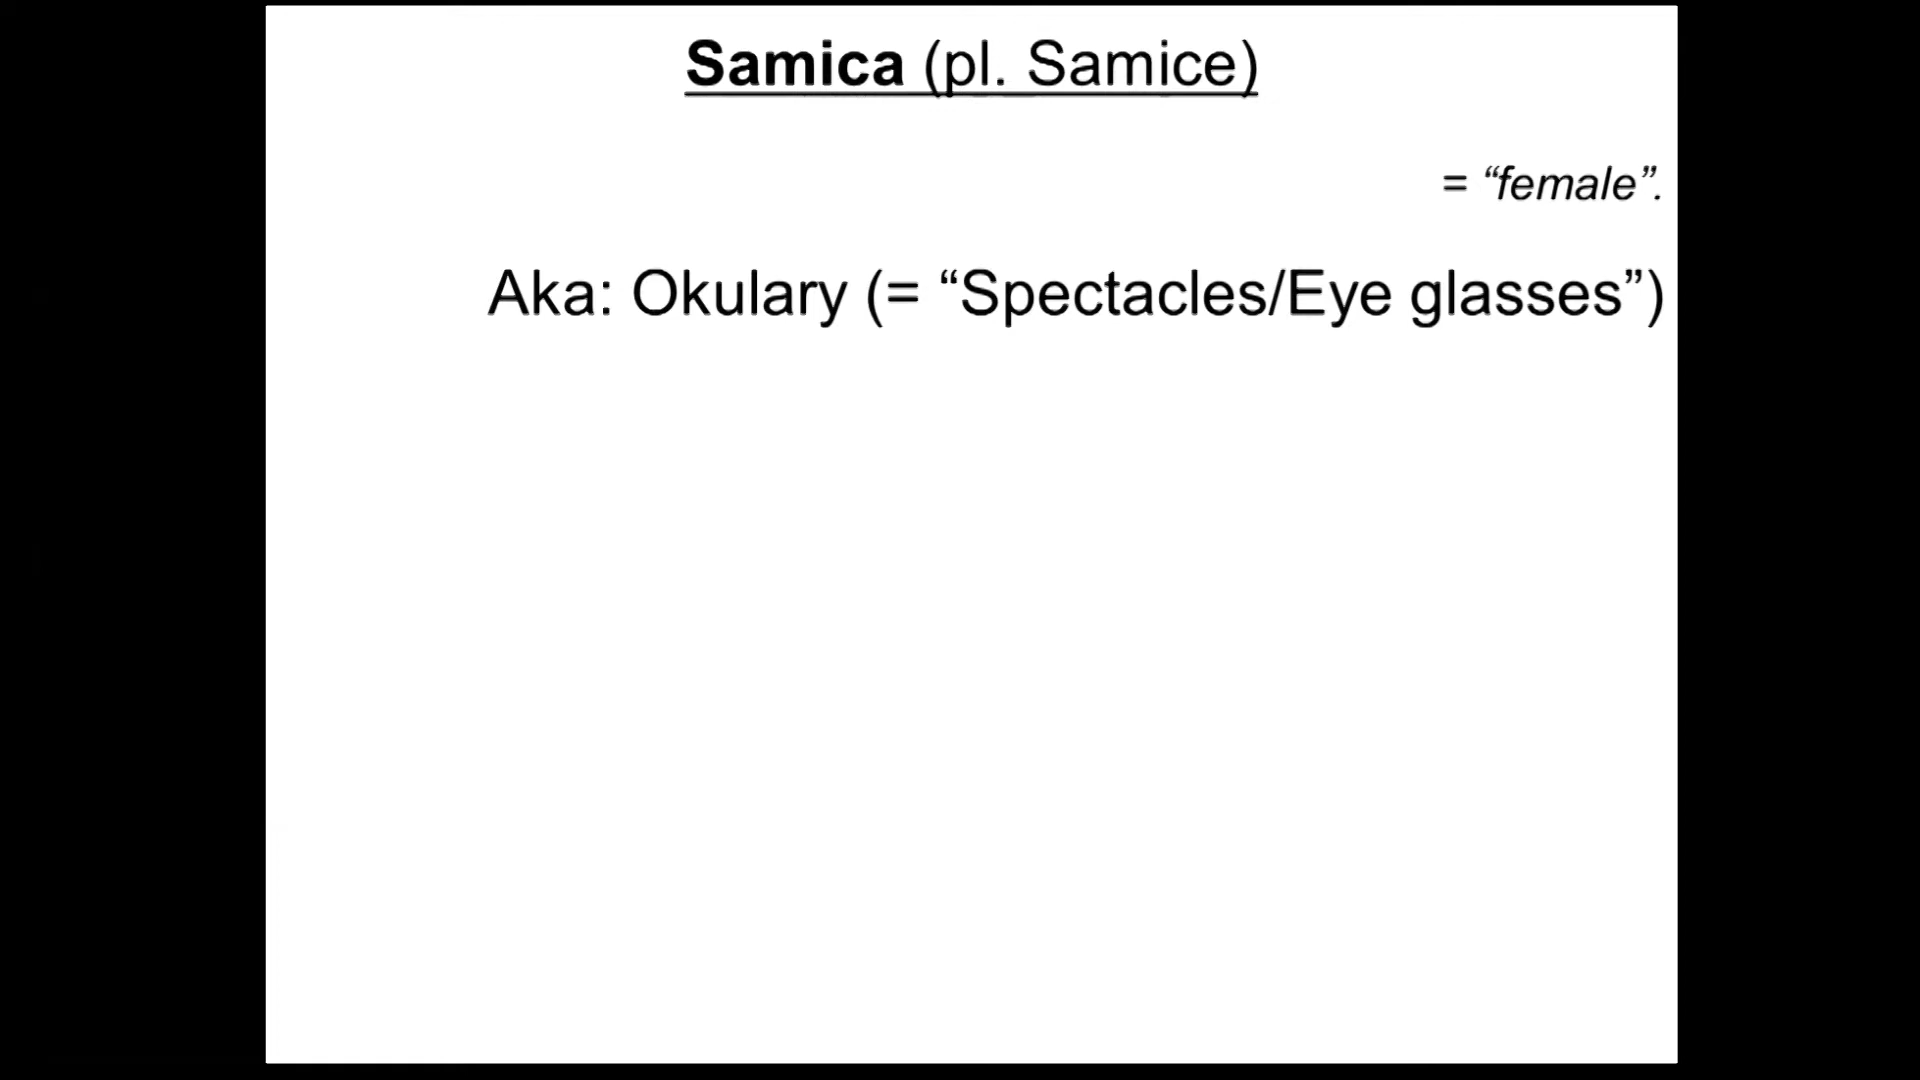 Samica (pl. Samice)
= “female”.
Aka: Okulary (= “Spectacles/Eye glasses”)